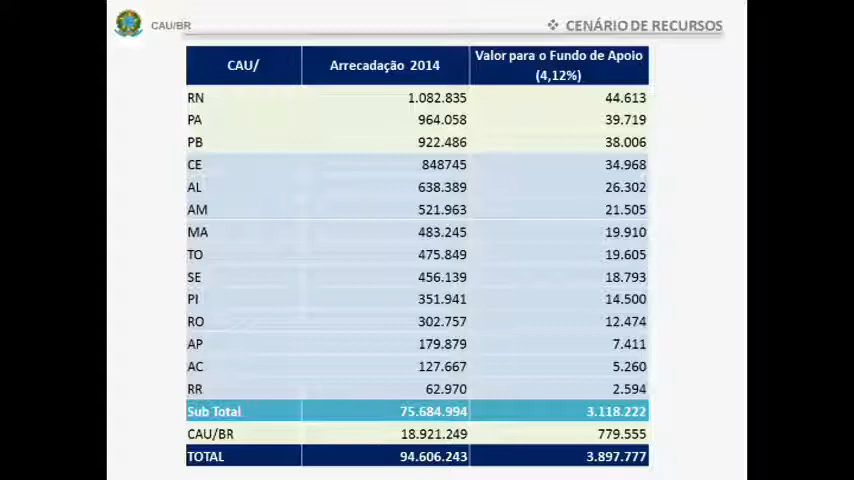 CAU/BR
❖ CENÁRIO DE RECURSOS
CAU/ Arrecadação 2014 Valor para o Fundo de Apoio (4,12%)
RN 1.082.835 44.613
PA 964.058 39.719
PB 922.486 38.006
CE 848745 34.968
AL 638.389 26.302
AM 521.963 21.505
MA 483.245 19.910
TO 475.849 19.605
SE 456.139 18.793
PI 351.941 14.500
RO 302.757 12.474
AP 179.879 7.411
AC 127.667 5.260
RR 62.970 2.594
Sub Total 75.684.994 3.118.222
CAU/BR 18.921.249 779.555
TOTAL 94.606.243 3.897.777